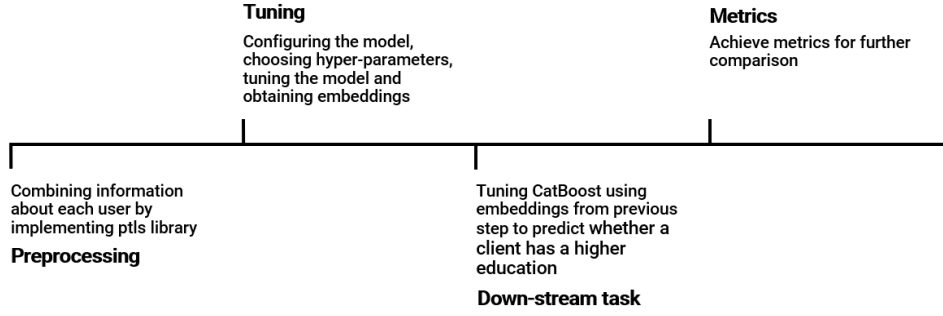 Tuning
Configuring the model,
choosing hyper-parameters,
tuning the model and
obtaining embeddings
Metrics
Achieve metrics for further
comparison
Combining information
about each user by
implementing ptls library
Preprocessing
Tuning CatBoost using
embeddings from previous
step to predict whether a
client has a higher
education
Down-stream task